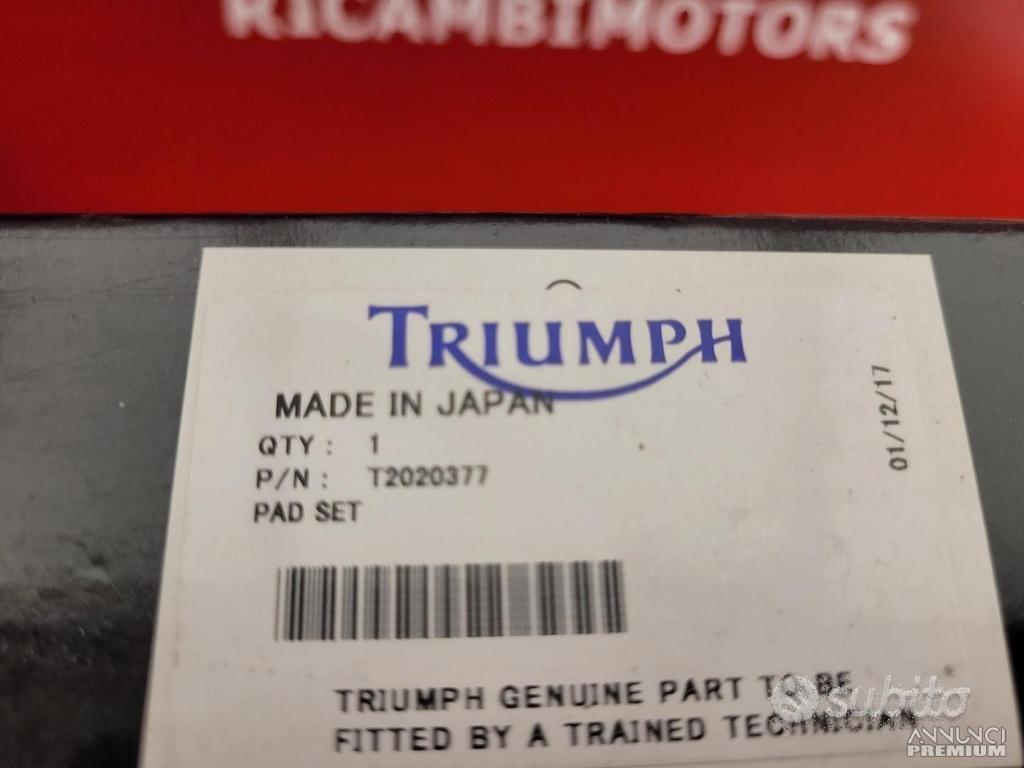 RICAMBIMOTORS
TRIUMPH
MADE IN JAPAN
QTY : 1
P/N : T2020377
PAD SET
01/12/17
TRIUMPH GENUINE PART TO BE
FITTED BY A TRAINED TECHNICIAN
subito
ANNUNCI
PREMIUM